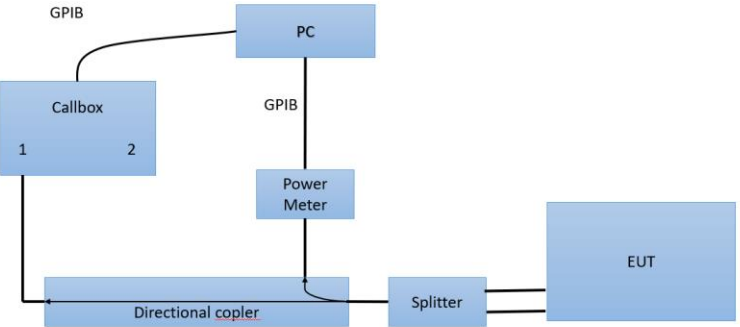 GPIB
PC
Callbox
GPIB
1 2
Power
Meter
EUT
Splitter
Directional copler